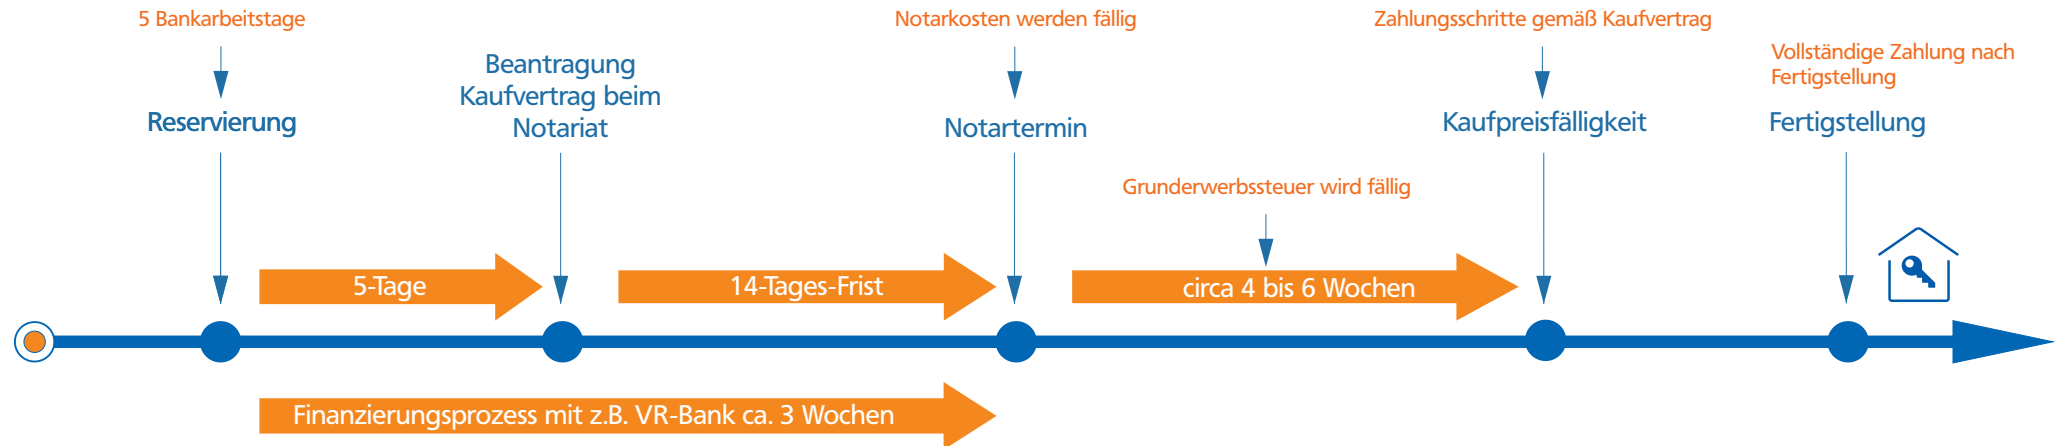 5 Bankarbeitstage
Notarkosten werden fällig
Zahlungsschritte gemäß Kaufvertrag
Vollständige Zahlung nach
Fertigstellung
Reservierung
Beantragung
Kaufvertrag beim
Notariat
Notartermin
Kaufpreisfälligkeit
Fertigstellung
Grunderwerbssteuer wird fällig
5-Tage
14-Tages-Frist
circa 4 bis 6 Wochen
Finanzierungsprozess mit z.B. VR-Bank ca. 3 Wochen